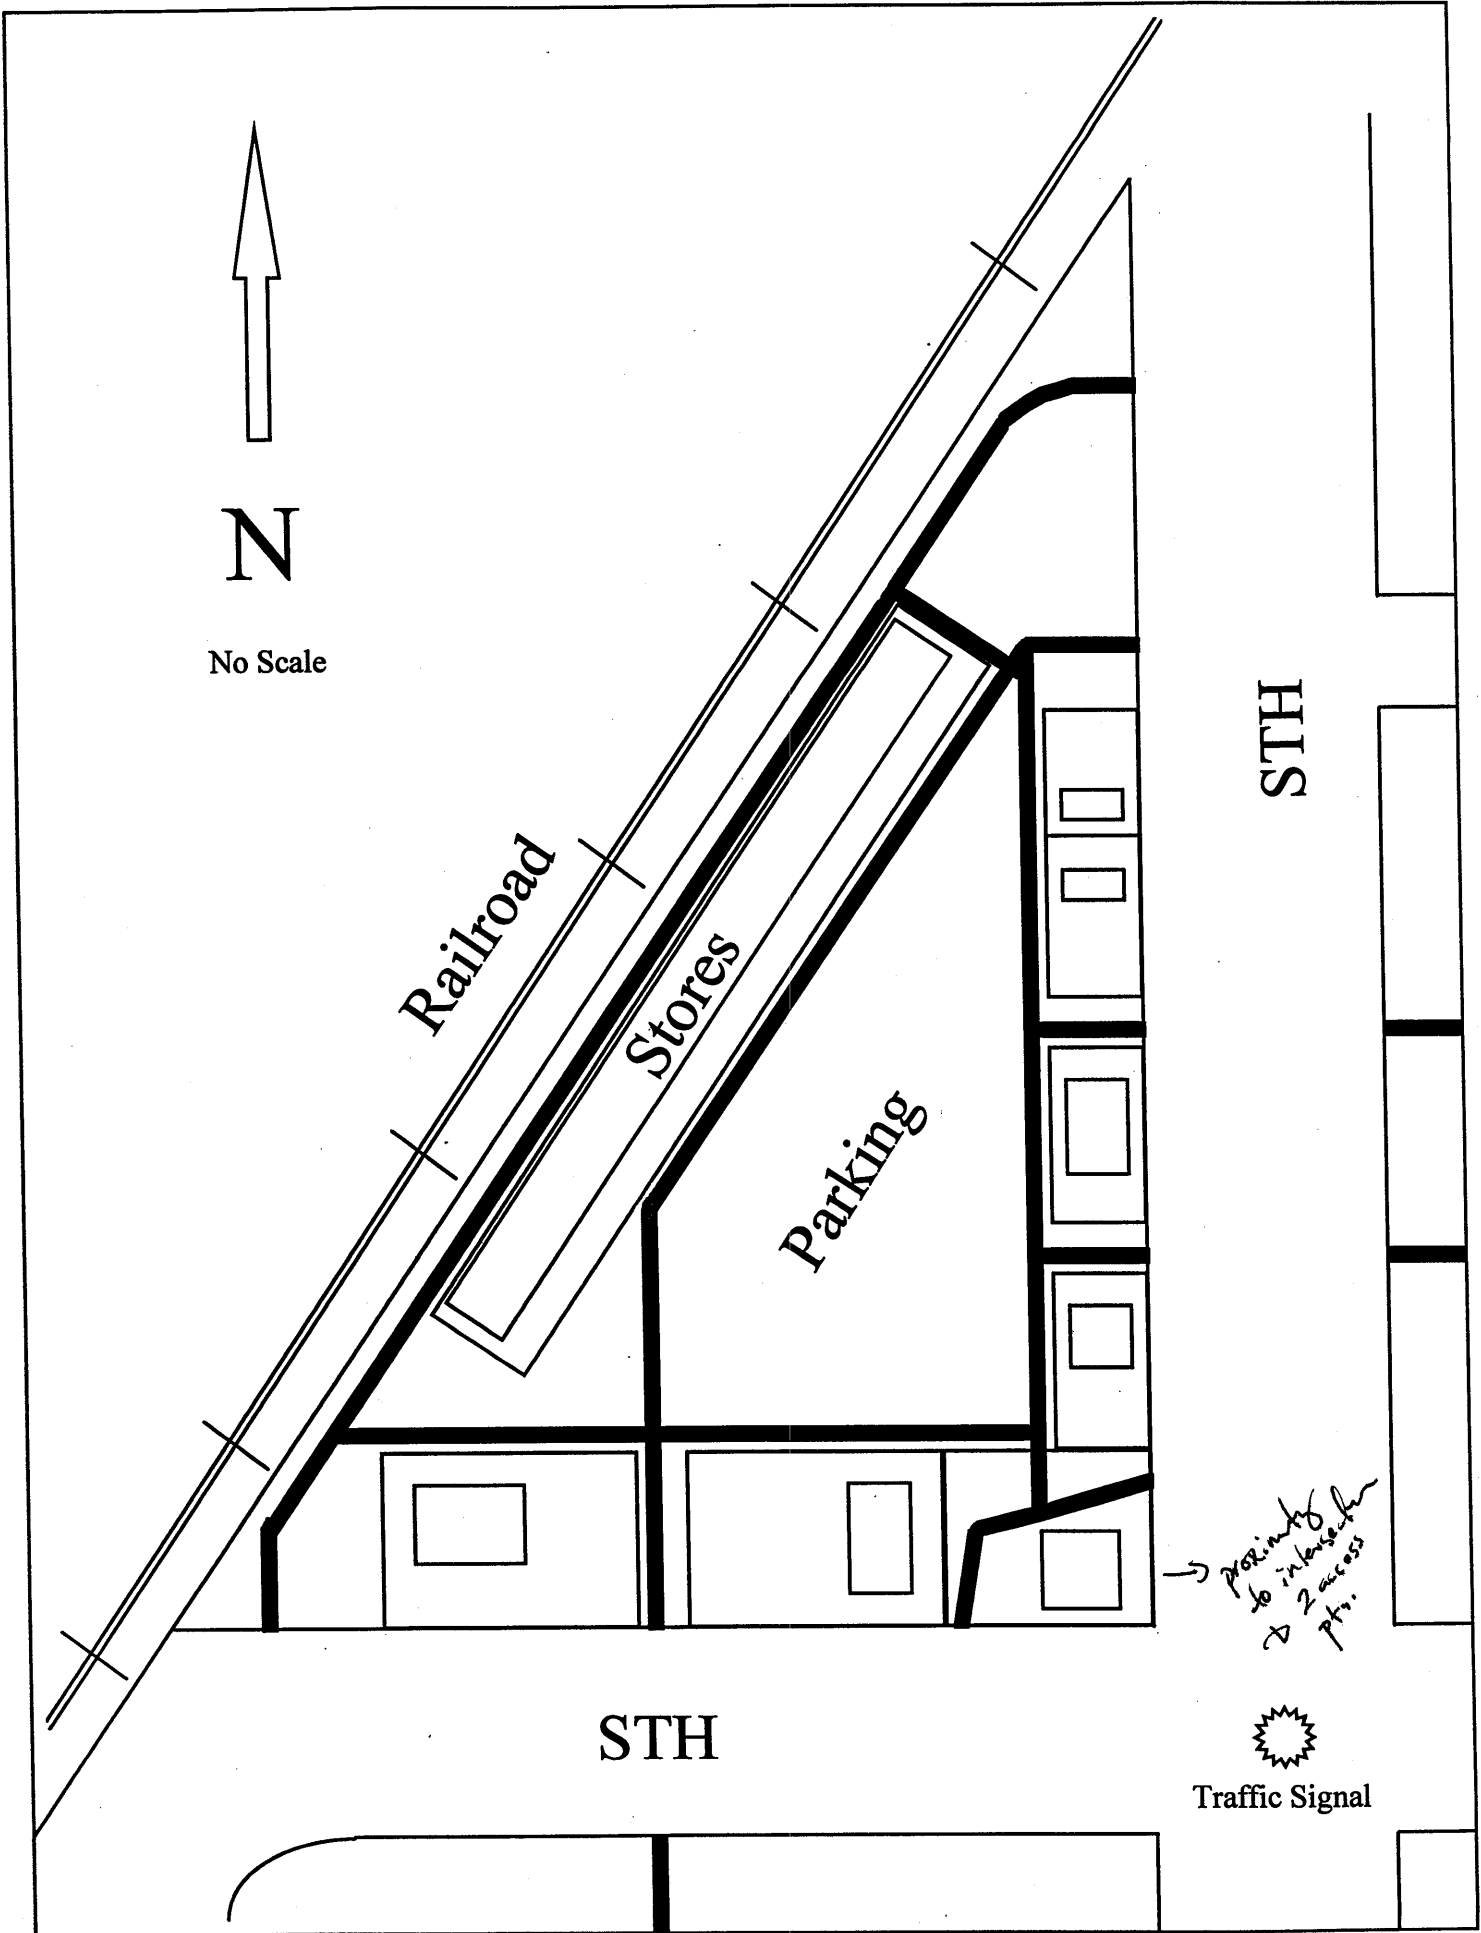 N
No Scale
STH
Railroad
Stores
Parking
proximity
to intersection
2 access
pts.
STH
Traffic Signal